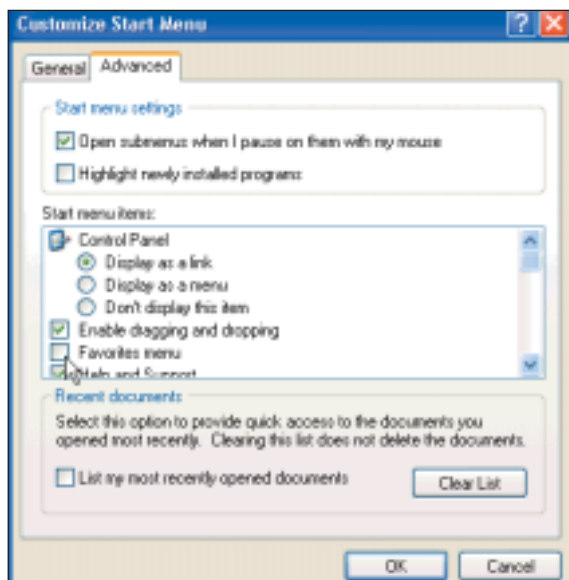 Customize Start Menu
General Advanced
Start menu settings
Open submenus when I pause on them with my mouse
Highlight newly installed programs
Start menu items:
Control Panel
Display as a link
Display as a menu
Don't display this item
Enable dragging and dropping
Favorites menu
Help and Support
Recent documents
Select this option to provide quick access to the documents you
opened most recently. Clearing this list does not delete the documents.
List my most recently opened documents
Clear List
OK Cancel